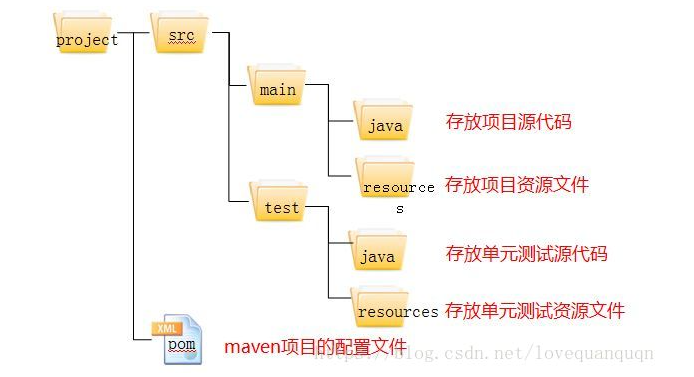 project
src
main
java
存放项目源代码
resource
s
存放项目资源文件
test
java
存放单元测试源代码
resources
存放单元测试资源文件
XML
pom
maven项目的配置文件
https://blog.csdn.net/lovequanquqn